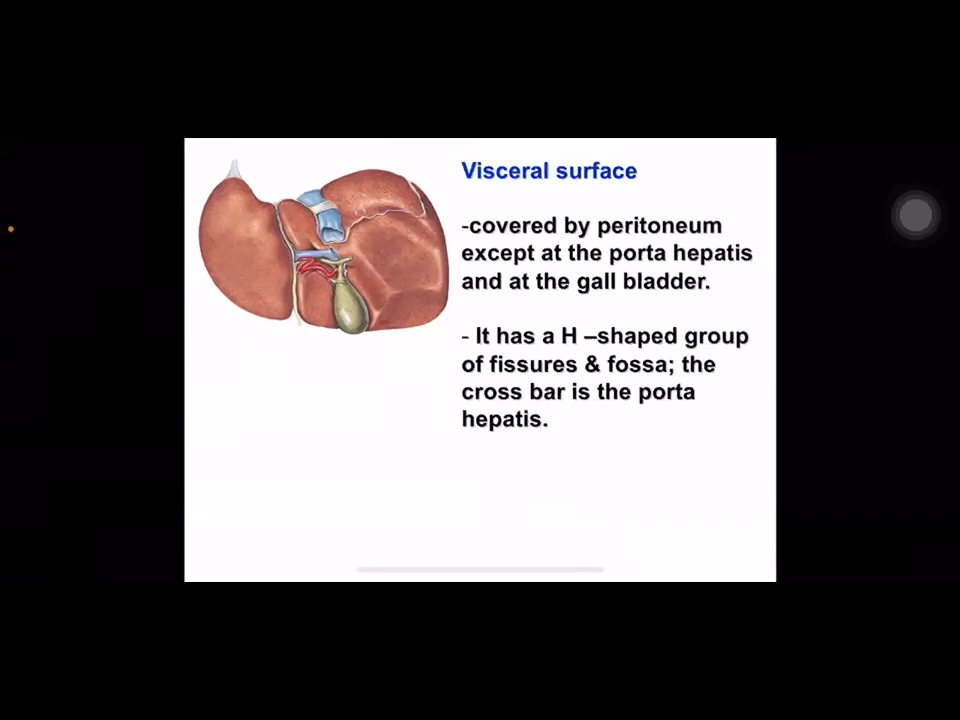 Visceral surface
-covered by peritoneum
except at the porta hepatis
and at the gall bladder.
- It has a H –shaped group
of fissures & fossa; the
cross bar is the porta
hepatis.